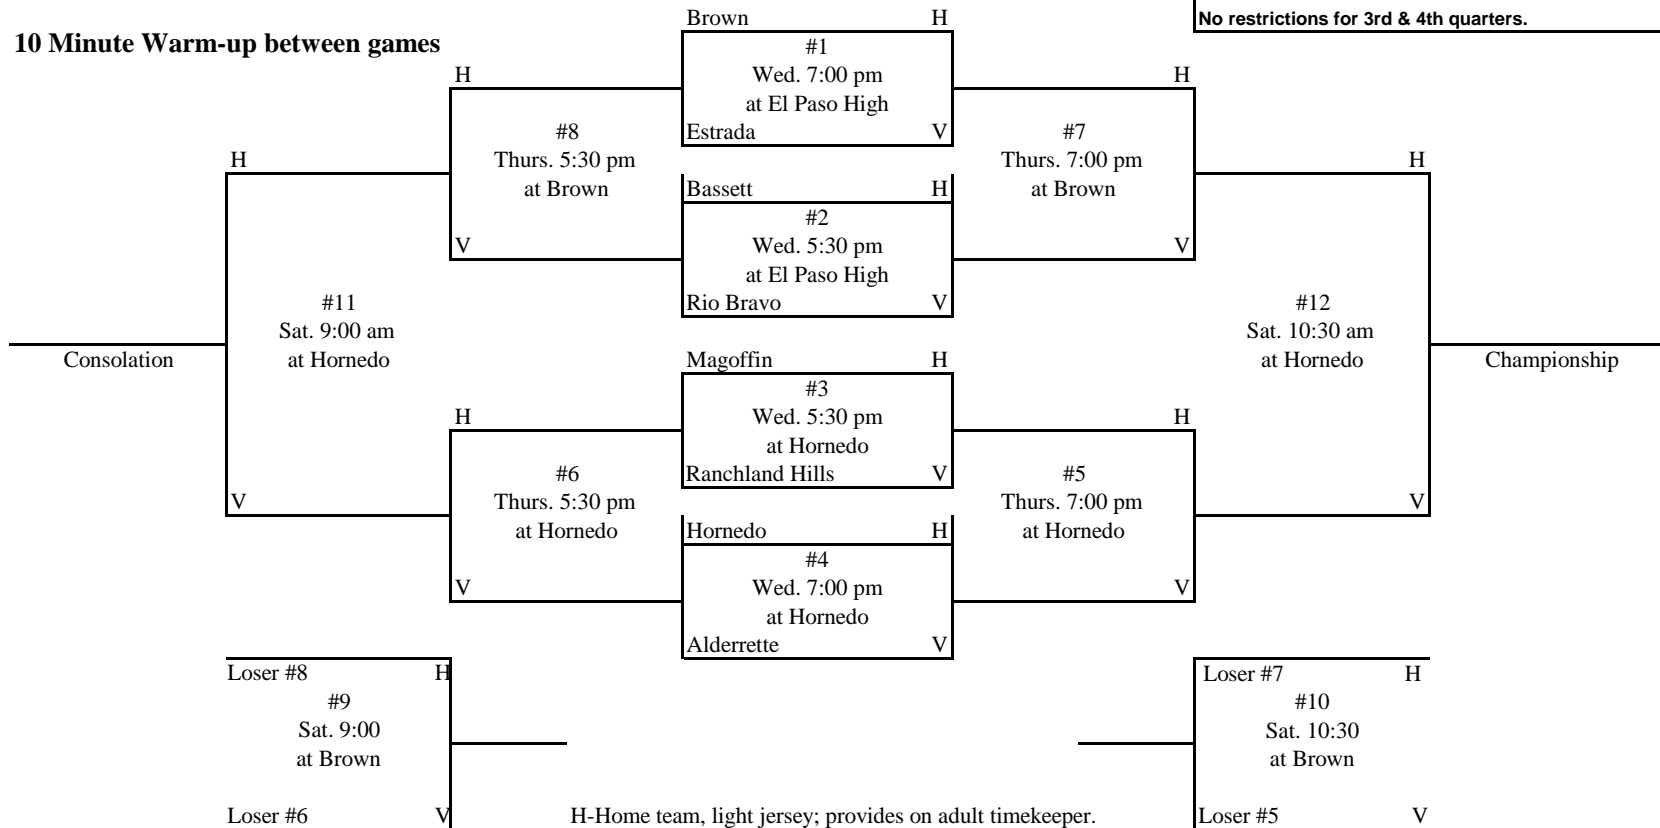 Brown H
No restrictions for 3rd & 4th quarters.
10 Minute Warm-up between games
#1
H Wed. 7:00 pm H
at El Paso High
#8 Estrada V #7
H Thurs. 5:30 pm Thurs. 7:00 pm H
at Brown Bassett H at Brown
#2
V Wed. 5:30 pm V
at El Paso High
#11 Rio Bravo V #12
Sat. 9:00 am Sat. 10:30 am
Consolation at Hornedo Magoffin H at Hornedo Championship
#3
H Wed. 5:30 pm H
at Hornedo
#6 Ranchland Hills V #5
V Thurs. 5:30 pm Thurs. 7:00 pm V
at Hornedo Hornedo H at Hornedo
#4
V Wed. 7:00 pm V
at Hornedo
Alderrette V
Loser #8 H Loser #7 H
#9 #10
Sat. 9:00 Sat. 10:30
at Brown at Brown
Loser #6 V H-Home team, light jersey; provides on adult timekeeper. Loser #5 V